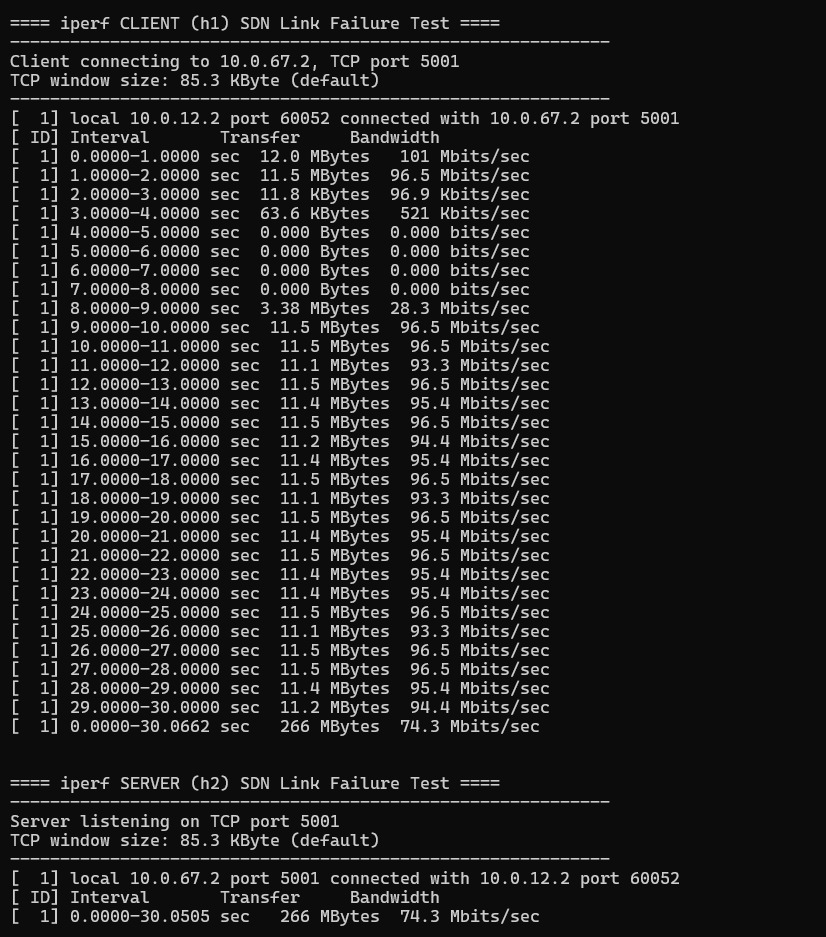 ==== iperf CLIENT (h1) SDN Link Failure Test ====
------------------------------------------------------------
Client connecting to 10.0.67.2, TCP port 5001
TCP window size: 85.3 KByte (default)
------------------------------------------------------------
[  1] local 10.0.12.2 port 60052 connected with 10.0.67.2 port 5001
[ ID] Interval       Transfer     Bandwidth
[  1] 0.0000-1.0000 sec  12.0 MBytes   101 Mbits/sec
[  1] 1.0000-2.0000 sec  11.5 MBytes  96.5 Mbits/sec
[  1] 2.0000-3.0000 sec  11.8 KBytes  96.9 Kbits/sec
[  1] 3.0000-4.0000 sec  63.6 KBytes   521 Kbits/sec
[  1] 4.0000-5.0000 sec  0.000 Bytes  0.000 bits/sec
[  1] 5.0000-6.0000 sec  0.000 Bytes  0.000 bits/sec
[  1] 6.0000-7.0000 sec  0.000 Bytes  0.000 bits/sec
[  1] 7.0000-8.0000 sec  0.000 Bytes  0.000 bits/sec
[  1] 8.0000-9.0000 sec  3.38 MBytes  28.3 Mbits/sec
[  1] 9.0000-10.0000 sec  11.5 MBytes  96.5 Mbits/sec
[  1] 10.0000-11.0000 sec  11.5 MBytes  96.5 Mbits/sec
[  1] 11.0000-12.0000 sec  11.1 MBytes  93.3 Mbits/sec
[  1] 12.0000-13.0000 sec  11.5 MBytes  96.5 Mbits/sec
[  1] 13.0000-14.0000 sec  11.4 MBytes  95.4 Mbits/sec
[  1] 14.0000-15.0000 sec  11.5 MBytes  96.5 Mbits/sec
[  1] 15.0000-16.0000 sec  11.2 MBytes  94.4 Mbits/sec
[  1] 16.0000-17.0000 sec  11.4 MBytes  95.4 Mbits/sec
[  1] 17.0000-18.0000 sec  11.5 MBytes  96.5 Mbits/sec
[  1] 18.0000-19.0000 sec  11.1 MBytes  93.3 Mbits/sec
[  1] 19.0000-20.0000 sec  11.5 MBytes  96.5 Mbits/sec
[  1] 20.0000-21.0000 sec  11.4 MBytes  95.4 Mbits/sec
[  1] 21.0000-22.0000 sec  11.5 MBytes  96.5 Mbits/sec
[  1] 22.0000-23.0000 sec  11.4 MBytes  95.4 Mbits/sec
[  1] 23.0000-24.0000 sec  11.4 MBytes  95.4 Mbits/sec
[  1] 24.0000-25.0000 sec  11.5 MBytes  96.5 Mbits/sec
[  1] 25.0000-26.0000 sec  11.1 MBytes  93.3 Mbits/sec
[  1] 26.0000-27.0000 sec  11.5 MBytes  96.5 Mbits/sec
[  1] 27.0000-28.0000 sec  11.5 MBytes  96.5 Mbits/sec
[  1] 28.0000-29.0000 sec  11.4 MBytes  95.4 Mbits/sec
[  1] 29.0000-30.0000 sec  11.2 MBytes  94.4 Mbits/sec
[  1] 0.0000-30.0662 sec   266 MBytes  74.3 Mbits/sec
==== iperf SERVER (h2) SDN Link Failure Test ====
------------------------------------------------------------
Server listening on TCP port 5001
TCP window size: 85.3 KByte (default)
------------------------------------------------------------
[  1] local 10.0.67.2 port 5001 connected with 10.0.12.2 port 60052
[ ID] Interval       Transfer     Bandwidth
[  1] 0.0000-30.0505 sec   266 MBytes  74.3 Mbits/sec